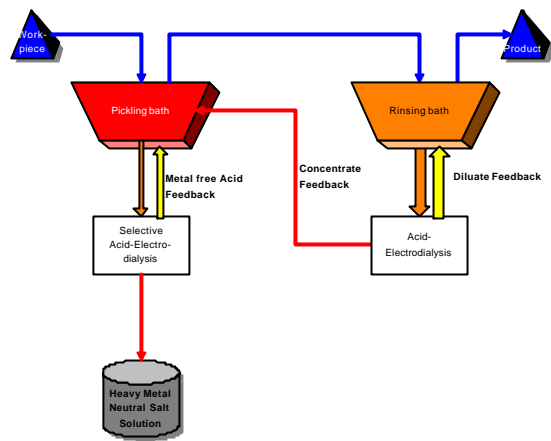 Work-
piece
Product
Pickling bath
Rinsing bath
Metal free Acid
Feedback
Concentrate
Feedback
Diluate Feedback
Selective
Acid-Electro-
dialysis
Acid-
Electrodialysis
Heavy Metal
Neutral Salt
Solution